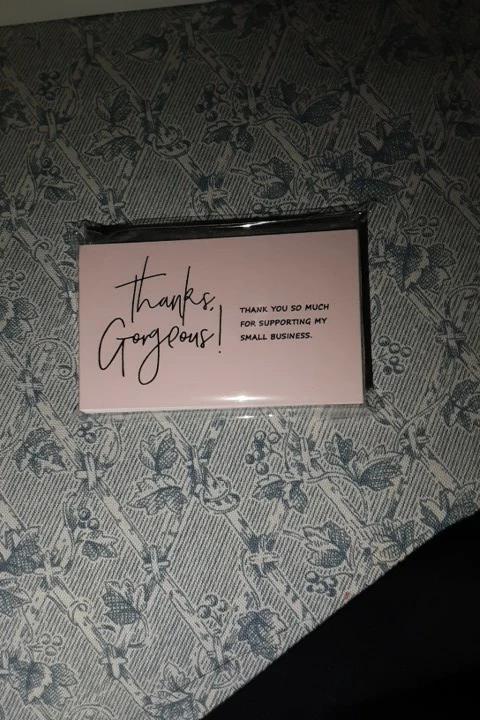 thanks,
Gorgeous!
THANK YOU SO MUCH
FOR SUPPORTING MY
SMALL BUSINESS.